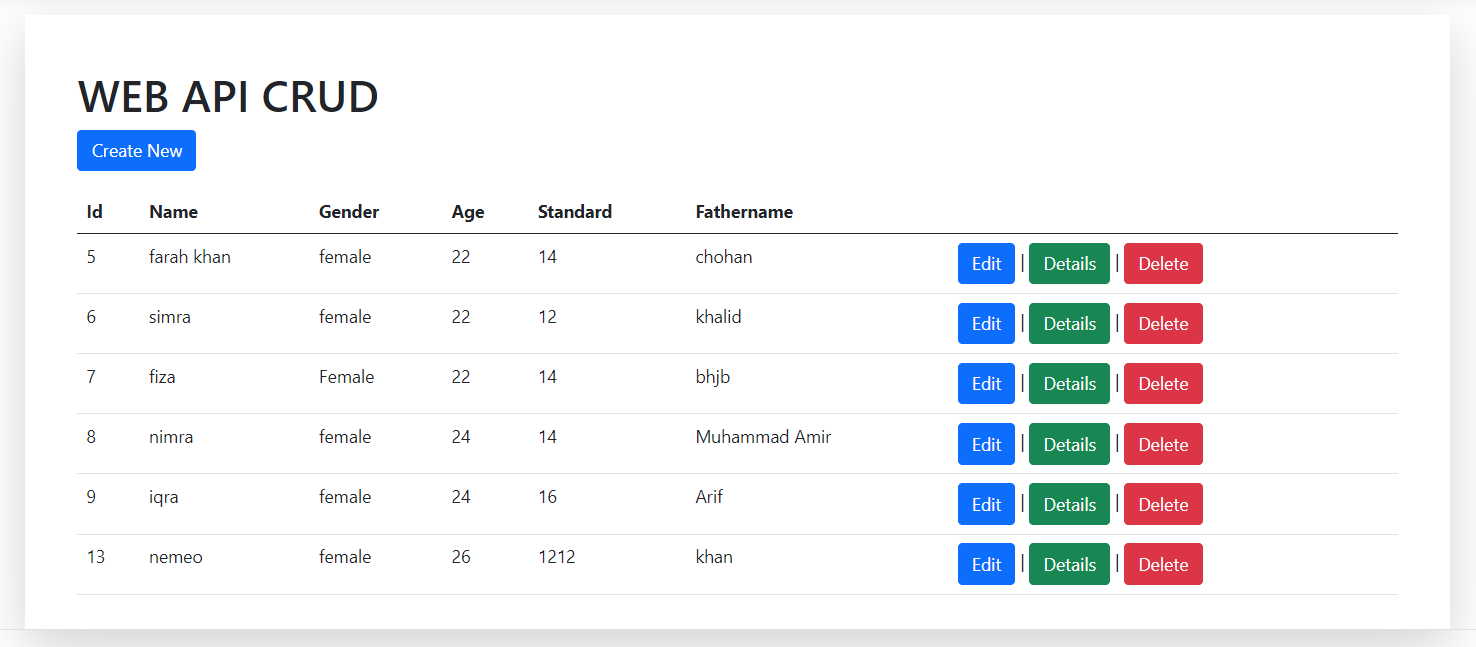 WEB API CRUD
Create New
Id Name Gender Age Standard Fathername
5 farah khan female 22 14 chohan Edit | Details | Delete
6 simra female 22 12 khalid Edit | Details | Delete
7 fiza Female 22 14 bhjb Edit | Details | Delete
8 nimra female 24 14 Muhammad Amir Edit | Details | Delete
9 iqra female 24 16 Arif Edit | Details | Delete
13 nemeo female 26 1212 khan Edit | Details | Delete